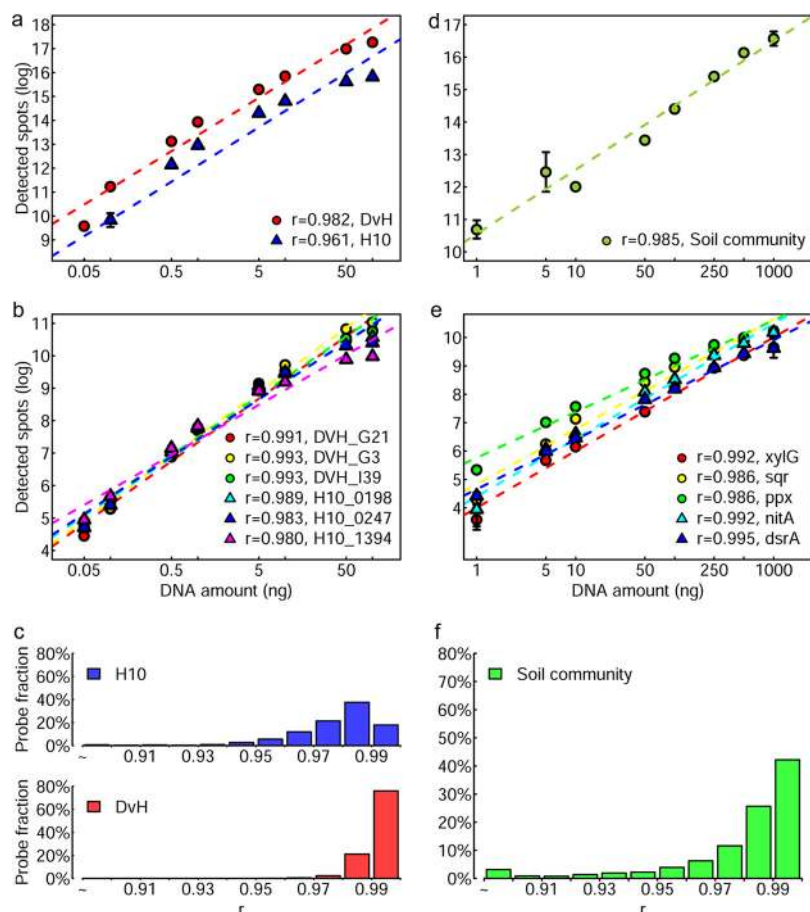 a
Detected spots (log)
18
17
16
15
14
13
12
11
10
9
r=0.982, DvH
r=0.961, H10
0.05
0.5
5
50
d
Detected spots (log)
17
16
15
14
13
12
11
10
r=0.985, Soil community
1
5
10
50
250
1000
b
Detected spots (log)
11
10
9
8
7
6
5
4
r=0.991, DVH_G21
r=0.993, DVH_G3
r=0.993, DVH_I39
r=0.989, H10_0198
r=0.983, H10_0247
r=0.980, H10_1394
0.05
0.5
5
50
DNA amount (ng)
e
10
9
8
7
6
5
4
r=0.992, xylG
r=0.986, sqr
r=0.986, ppx
r=0.992, nitA
r=0.995, dsrA
1
5
10
50
250
1000
DNA amount (ng)
c
Probe fraction
80%
60%
40%
20%
0%
H10
~
0.91
0.93
0.95
0.97
0.99
Probe fraction
80%
60%
40%
20%
0%
DvH
~
0.91
0.93
0.95
0.97
0.99
r
f
80%
70%
60%
50%
40%
30%
20%
10%
0%
Soil community
~
0.91
0.93
0.95
0.97
0.99
r